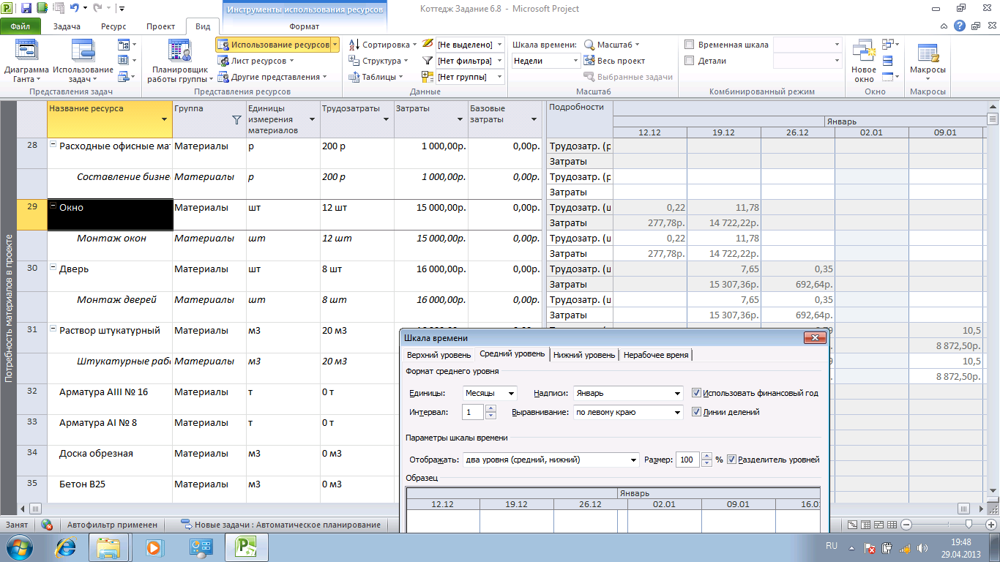 Инструменты использования ресурсов
Коттедж Задание 6.8 - Microsoft Project
Файл Задача Ресурс Проект Вид Формат
Диаграмма Ганта
Использование задач
Представления задач
Планировщик работы группы
Использование ресурсов
Лист ресурсов
Другие представления
Представления ресурсов
Сортировка [Не выделено]
Структура [Нет фильтра]
Таблицы [Нет группы]
Данные
Шкала времени: Масштаб
Недели Весь проект
Выбранные задачи
Масштаб
Временная шкала
Детали
Комбинированный режим
Новое окно
Окно
Макросы
Макросы
Потребность материалов в проекте
Название ресурса Группа Единицы измерения материалов Трудозатраты Затраты Базовые затраты Подробности
Январь
12.12 19.12 26.12 02.01 09.01
28 Расходные офисные мат Материалы р 200 р 1 000,00р. 0,00р. Трудозатр. (р
Затраты
Составление бизне Материалы р 200 р 1 000,00р. 0,00р. Трудозатр. (р
Затраты
29 Окно Материалы шт 12 шт 15 000,00р. 0,00р. Трудозатр. (ш 0,22 11,78
Затраты 277,78р. 14 722,22р.
Монтаж окон Материалы шт 12 шт 15 000,00р. 0,00р. Трудозатр. (ш 0,22 11,78
Затраты 277,78р. 14 722,22р.
30 Дверь Материалы шт 8 шт 16 000,00р. 0,00р. Трудозатр. (ш 7,65 0,35
Затраты 15 307,36р. 692,64р.
Монтаж дверей Материалы шт 8 шт 16 000,00р. 0,00р. Трудозатр. (ш 7,65 0,35
Затраты 15 307,36р. 692,64р.
31 Раствор штукатурный Материалы м3 20 м3 10,5
8 872,50р.
Штукатурные рабо Материалы м3 20 м3 10,5
8 872,50р.
32 Арматура AIII № 16 Материалы т 0 т
33 Арматура AI № 8 Материалы т 0 т
34 Доска обрезная Материалы м3 0 м3
35 Бетон B25 Материалы м3 0 м3
Шкала времени
Верхний уровень Средний уровень Нижний уровень Нерабочее время
Формат среднего уровня
Единицы: Месяцы Надписи: Январь Использовать финансовый год
Интервал: 1 Выравнивание: по левому краю Линии делений
Параметры шкалы времени
Отображать: два уровня (средний, нижний) Размер: 100 % Разделитель уровней
Образец
Январь
12.12 19.12 26.12 02.01 09.01 16.0
Занят Автофильтр применен Новые задачи : Автоматическое планирование
RU 19:48
29.04.2013